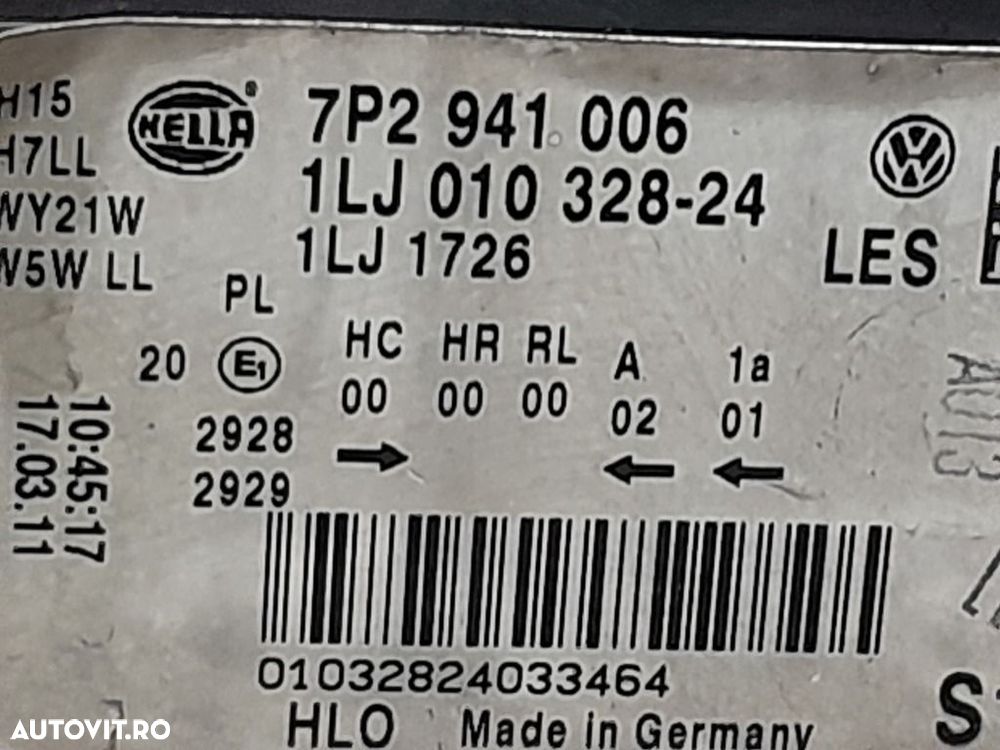 H15
H7LL
WY21W
W5W LL
HELLA
7P2 941 006
1LJ 010 328-24
1LJ 1726
LES
PL
20 E1
HC HR RL A 1a
00 00 00 02 01
2928
2929
10:45:17
17.03.11
01032824033464
HLO Made in Germany
AUTOVIT.RO